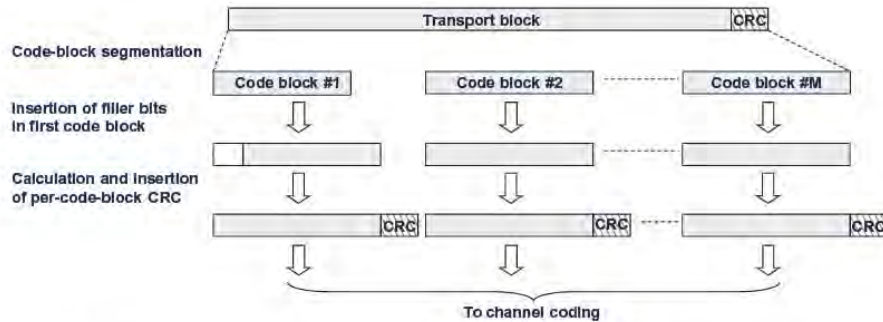 Transport block CRC
Code-block segmentation
Code block #1 Code block #2 Code block #M
Insertion of filler bits
in first code block
Calculation and insertion
of per-code-block CRC
CRC CRC CRC
To channel coding